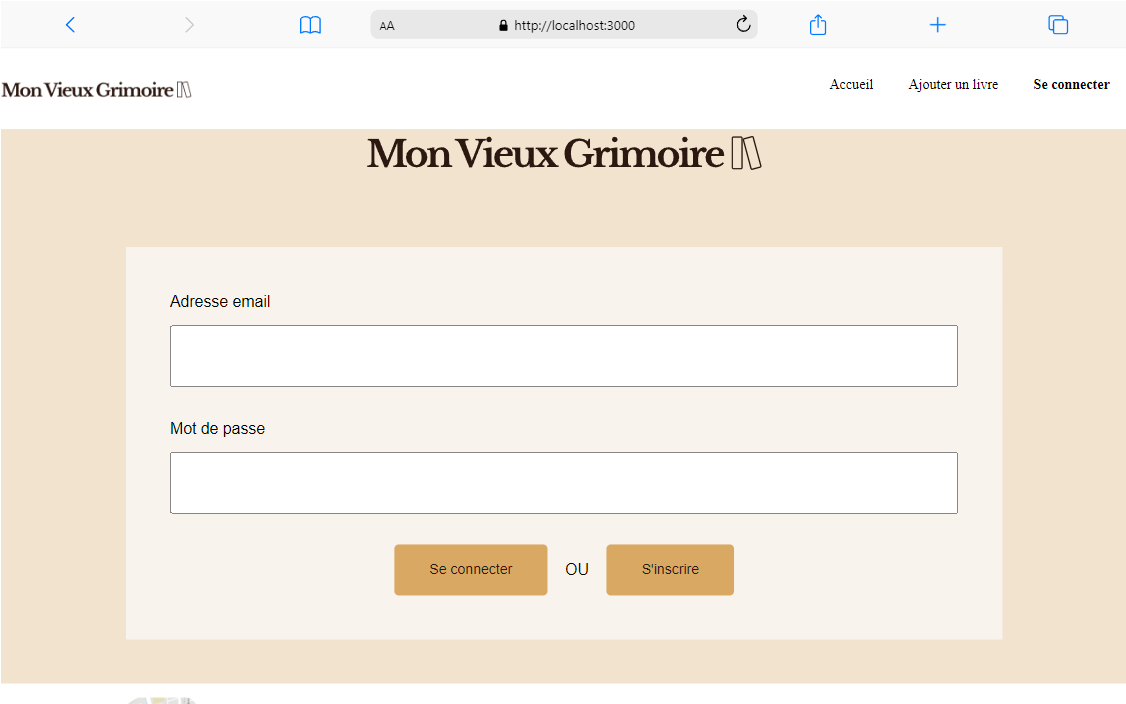 AA http://localhost:3000
Mon Vieux Grimoire
Accueil Ajouter un livre Se connecter
Mon Vieux Grimoire
Adresse email
Mot de passe
Se connecter OU S'inscrire